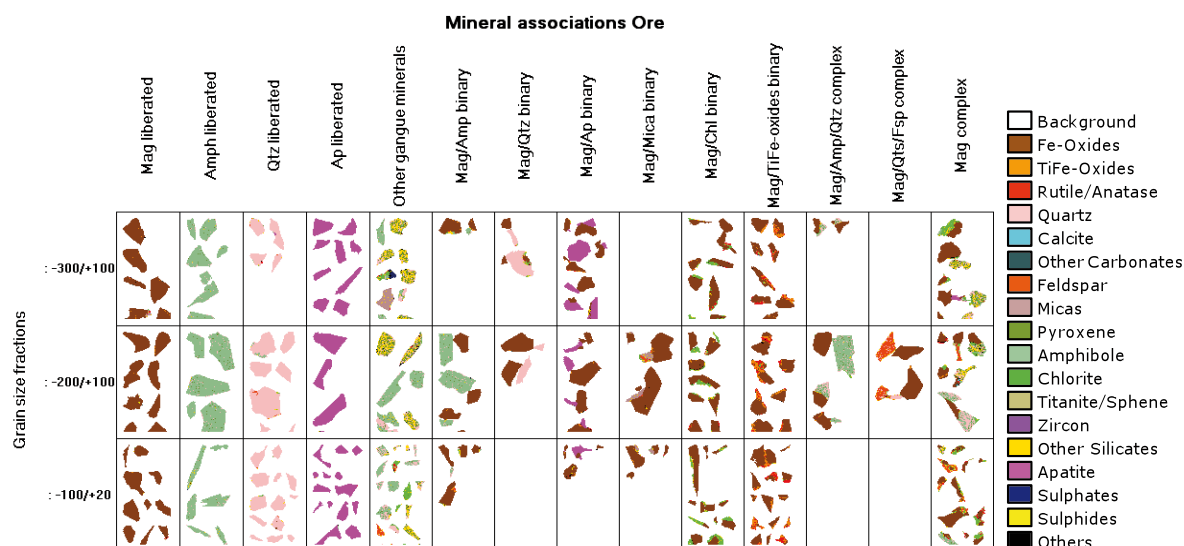 Mineral associations Ore
Mag liberated
Amph liberated
Qtz liberated
Ap liberated
Other gangue minerals
Mag/Amp binary
Mag/Qtz binary
Mag/Ap binary
Mag/Mica binary
Mag/Chl binary
Mag/TiFe-oxides binary
Mag/Amp/Qtz complex
Mag/Qts/Fsp complex
Mag complex
Grain size fractions
: -300/+100
: -200/+100
: -100/+20
Background
Fe-Oxides
TiFe-Oxides
Rutile/Anatase
Quartz
Calcite
Other Carbonates
Feldspar
Micas
Pyroxene
Amphibole
Chlorite
Titanite/Sphene
Zircon
Other Silicates
Apatite
Sulphates
Sulphides
Others